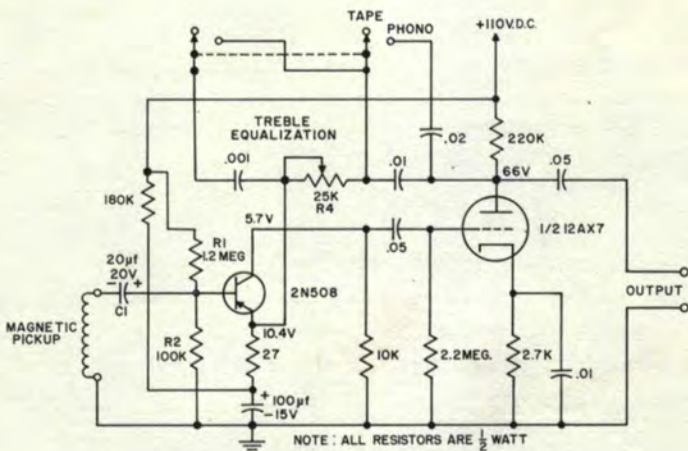 TAPE
PHONO
+110V.D.C.
TREBLE
EQUALIZATION
.001
.01
.02
220K
25K
R4
66V
.05
180K
5.7V
R1
1.2 MEG
.05
1/2 12AX7
20µf
20V
- +
C1
2N508
OUTPUT
MAGNETIC
PICKUP
10.4V
R2
100K
27
10K
2.2MEG.
2.7K
.01
+ 100µf
-15V
NOTE: ALL RESISTORS ARE ½ WATT